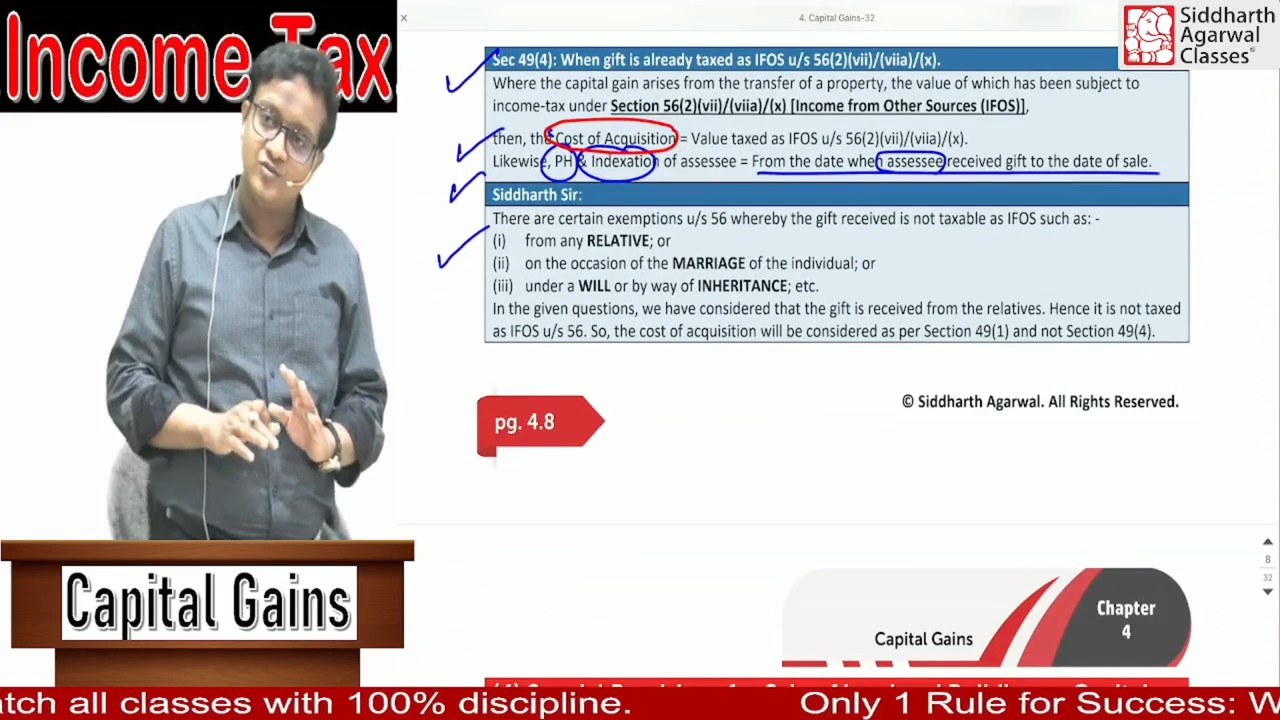 Income Tax
4. Capital Gains-32
Siddharth
Agarwal
Classes
Sec 49(4): When gift is already taxed as IFOS u/s 56(2)(vii)/(viia)/(x).
Where the capital gain arises from the transfer of a property, the value of which has been subject to
income-tax under Section 56(2)(vii)/(viia)/(x) [Income from Other Sources (IFOS)],
then, the Cost of Acquisition = Value taxed as IFOS u/s 56(2)(vii)/(viia)/(x).
Likewise, PH & Indexation of assessee = From the date when assessee received gift to the date of sale.
Siddharth Sir:
There are certain exemptions u/s 56 whereby the gift received is not taxable as IFOS such as: -
(i) from any RELATIVE; or
(ii) on the occasion of the MARRIAGE of the individual; or
(iii) under a WILL or by way of INHERITANCE; etc.
In the given questions, we have considered that the gift is received from the relatives. Hence it is not taxed
as IFOS u/s 56. So, the cost of acquisition will be considered as per Section 49(1) and not Section 49(4).
© Siddharth Agarwal. All Rights Reserved.
pg. 4.8
8
32
Capital Gains
Chapter
4
Capital Gains
atch all classes with 100% discipline. Only 1 Rule for Success: W